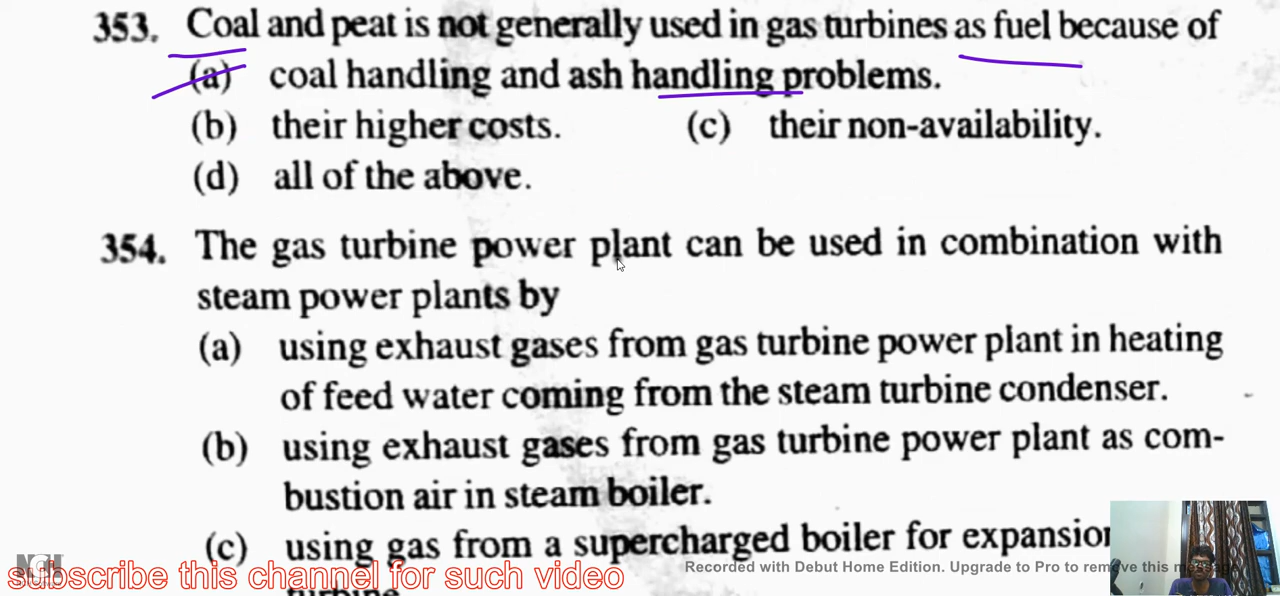 353. Coal and peat is not generally used in gas turbines as fuel because of
(a) coal handling and ash handling problems.
(b) their higher costs. (c) their non-availability.
(d) all of the above.
354. The gas turbine power plant can be used in combination with
steam power plants by
(a) using exhaust gases from gas turbine power plant in heating
of feed water coming from the steam turbine condenser.
(b) using exhaust gases from gas turbine power plant as com-
bustion air in steam boiler.
(c) using gas from a supercharged boiler for expansion
subscribe this channel for such video
Recorded with Debut Home Edition. Upgrade to Pro to remove this message
turbine